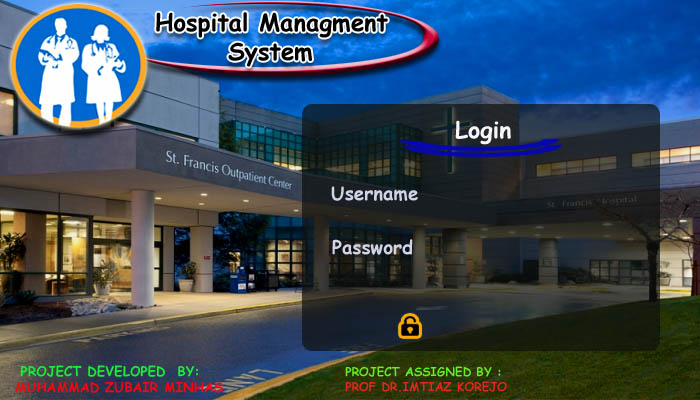 Hospital Managment
System
Login
St. Francis Outpatient Center
Username
St. Francis Hospital
Password
PROJECT DEVELOPED BY:
MUHAMMAD ZUBAIR MINHAS
PROJECT ASSIGNED BY :
PROF DR.IMTIAZ KOREJO